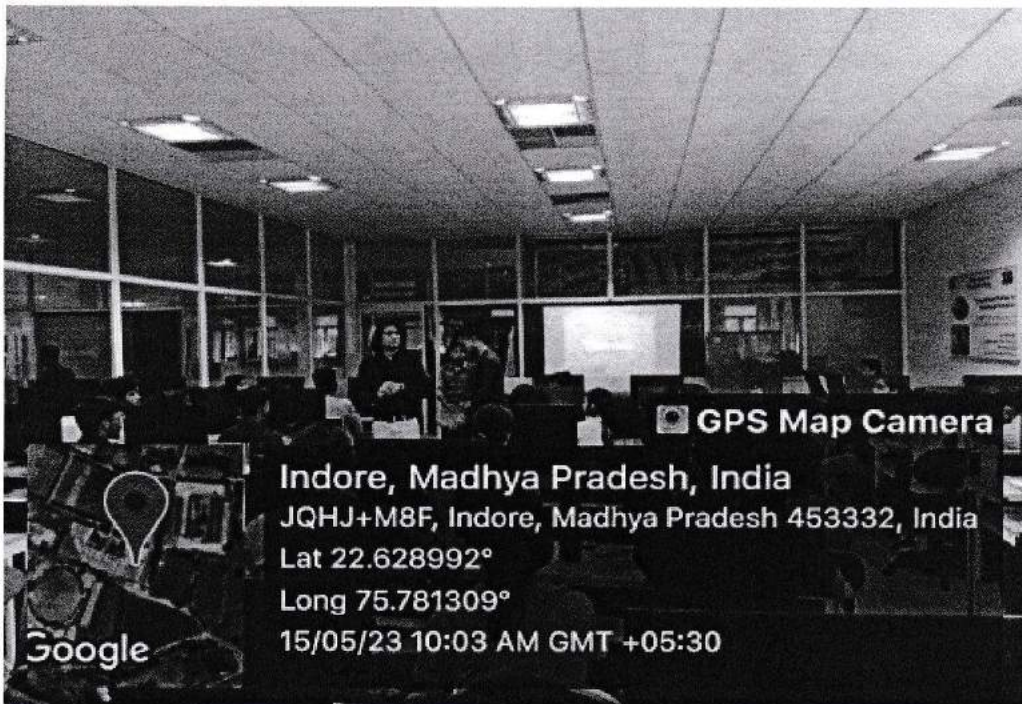 GPS Map Camera
Indore, Madhya Pradesh, India
JQHJ+M8F, Indore, Madhya Pradesh 453332, India
Lat 22.628992°
Long 75.781309°
15/05/23 10:03 AM GMT +05:30
Google